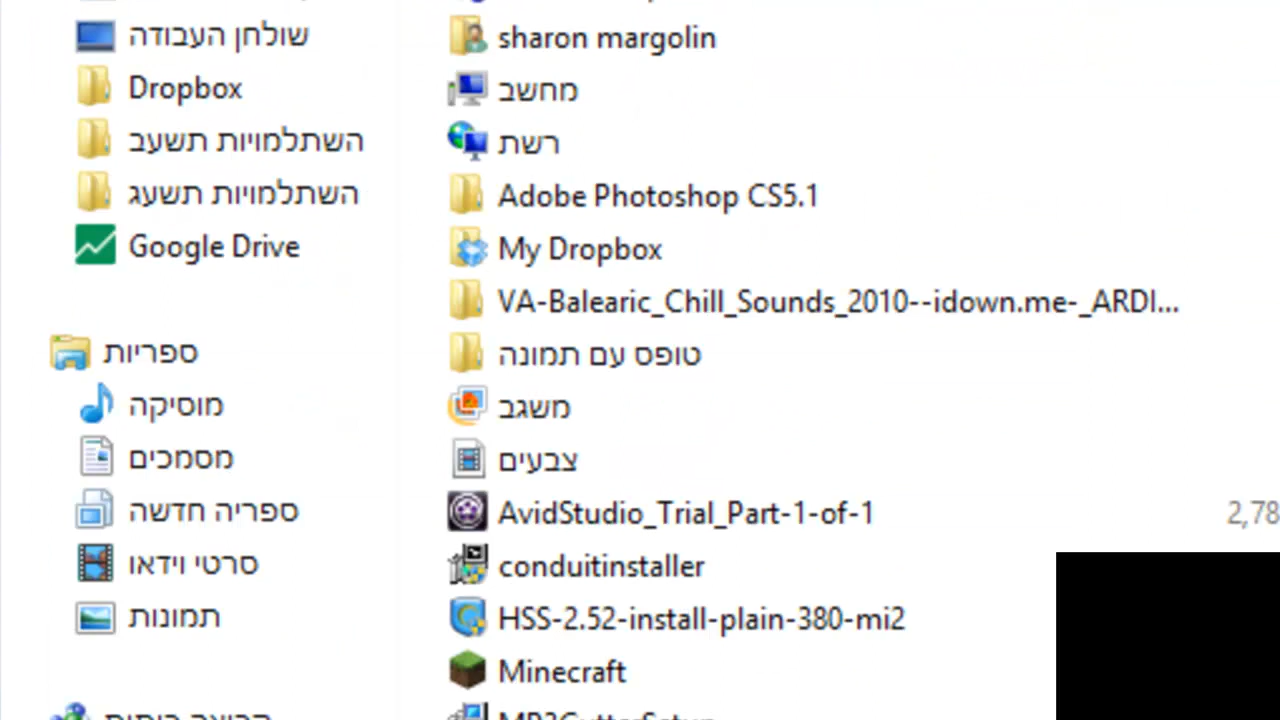 שולחן העבודה
Dropbox
השתלמויות תשעב
השתלמויות תשעג
Google Drive
ספריות
מוסיקה
מסמכים
ספריה חדשה
סרטי וידאו
תמונות
sharon margolin
מחשב
רשת
Adobe Photoshop CS5.1
My Dropbox
VA-Balearic_Chill_Sounds_2010--idown.me-_ARDI...
טופס עם תמונה
משגב
צבעים
AvidStudio_Trial_Part-1-of-1
2,78
conduitinstaller
HSS-2.52-install-plain-380-mi2
Minecraft